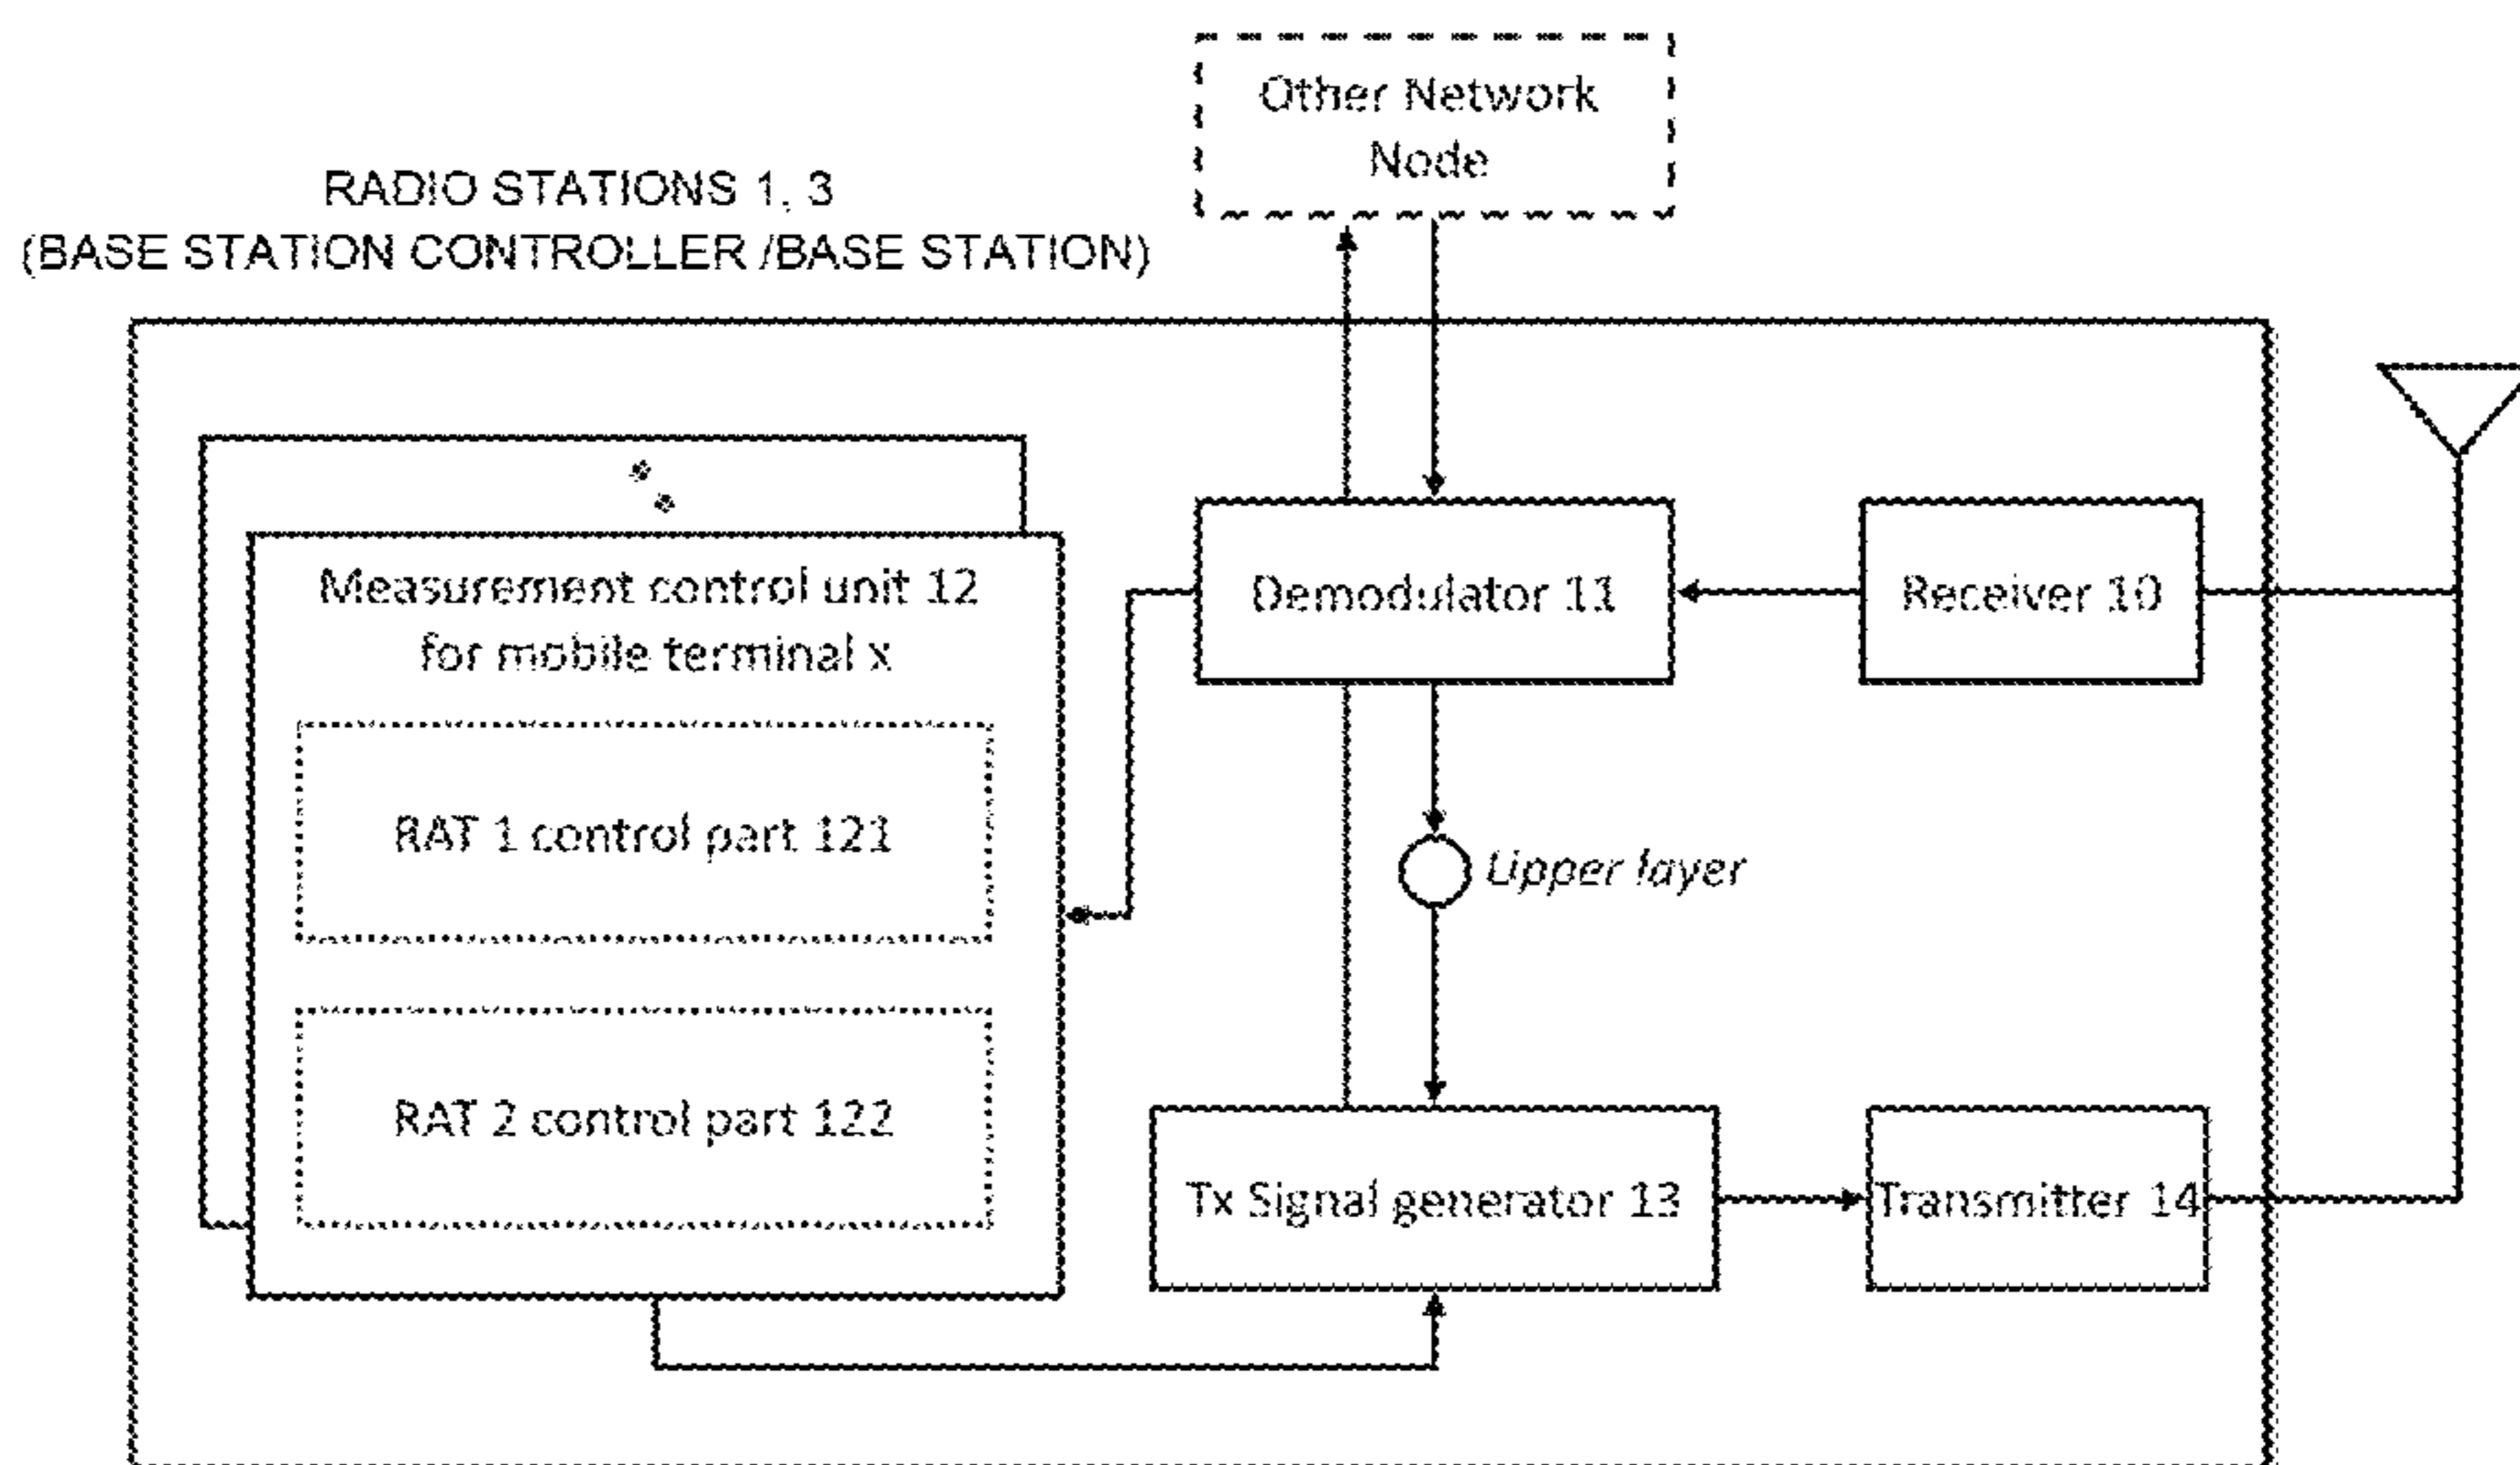 Other Network
Node
RADIO STATIONS 1, 3
(BASE STATION CONTROLLER /BASE STATION)
Measurement control unit 12
for mobile terminal x
Demodulator 11
Receiver 10
RAT 1 control part 121
Upper layer
RAT 2 control part 122
Tx Signal generator 13
Transmitter 14